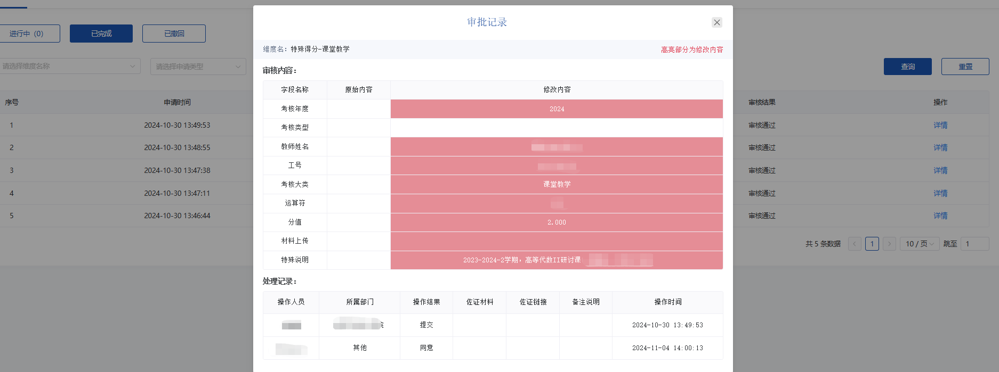 审批记录
维度名: 特殊得分-课堂教学 高亮部分为修改内容
审核内容:
字段名称 原始内容 修改内容
考核年度 2024
考核类型
教师姓名
工号
考核大类 课堂教学
运算符
分值 2.000
材料上传
特殊说明 2023-2024-2学期, 高等代数II研讨课
处理记录:
操作人员 所属部门 操作结果 佐证材料 佐证链接 备注说明 操作时间
院 提交 2024-10-30 13:49:53
其他 同意 2024-11-04 14:00:13
进行中 (0) 已完成 已撤回
请选择维度名称 请选择申请类型 查询 重置
序号 申请时间 审核结果 操作
1 2024-10-30 13:49:53 审核通过 详情
2 2024-10-30 13:48:55 审核通过 详情
3 2024-10-30 13:47:38 审核通过 详情
4 2024-10-30 13:47:11 审核通过 详情
5 2024-10-30 13:46:44 审核通过 详情
共 5 条数据 < 1 > 10 / 页 跳至 1